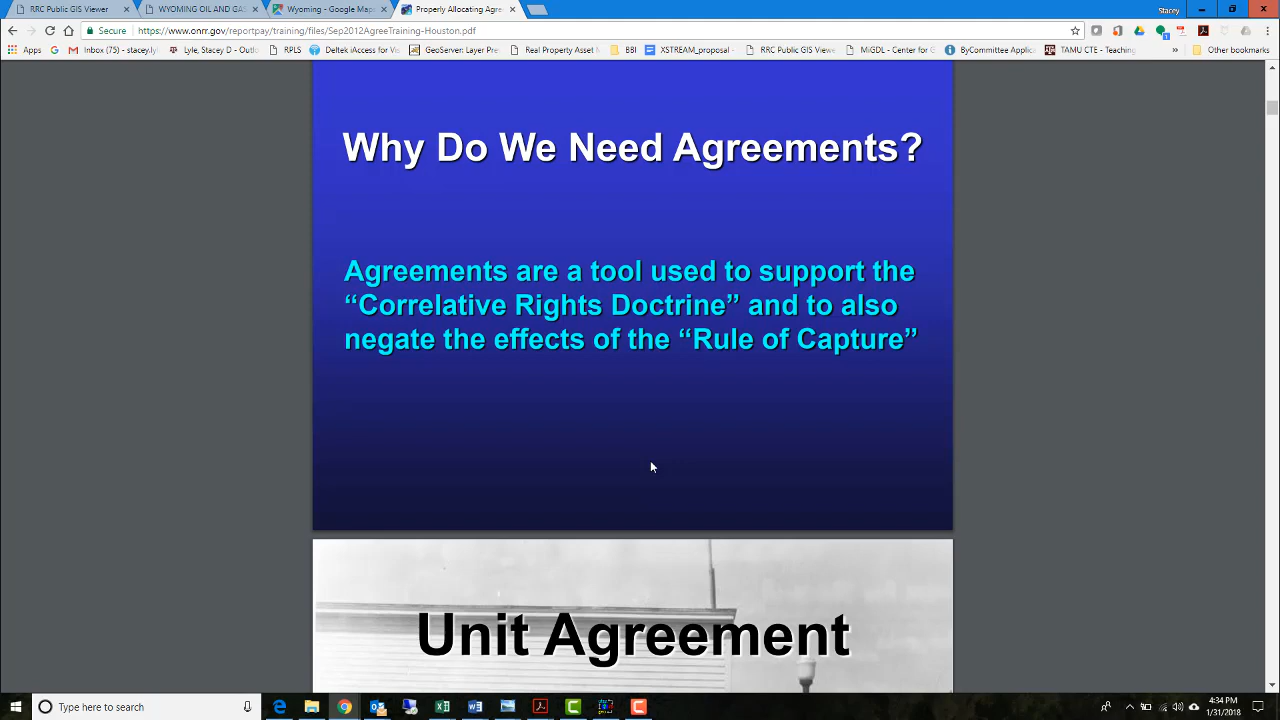 RRC Public GIS Viewer
WYOMING OIL AND GAS
Wyoming - Google Maps
Properly Allocating Agre
Stacey
Secure
https://www.onrr.gov/reportpay/training/files/Sep2012AgreeTraining-Houston.pdf
Apps
Inbox (75) - stacey.ly
Lyle, Stacey D - Outlo
RPLS
Deltek iAccess for Vis
GeoServer Layer Pre
Real Property Asset M
BBI
XSTREAM_proposal -
RRC Public GIS Viewe
MiGDL - Center for G
ByCommittee Applica
TAMUCTE - Teaching
»
Other bookmarks
Why Do We Need Agreements?
Agreements are a tool used to support the
“Correlative Rights Doctrine” and to also
negate the effects of the “Rule of Capture”
Unit Agreement
Type here to search
4:34 PM
1/31/2018